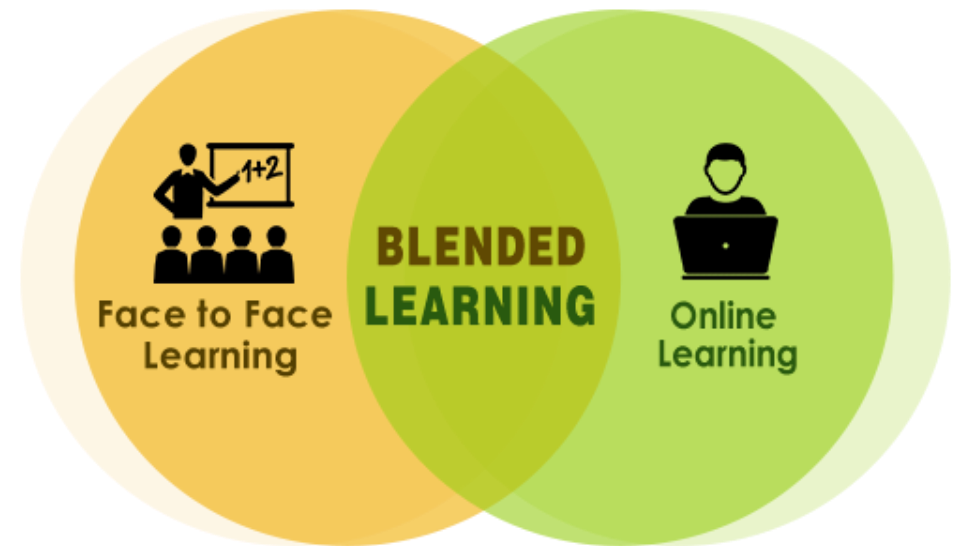 1+2
Face to Face
Learning
BLENDED
LEARNING
Online
Learning